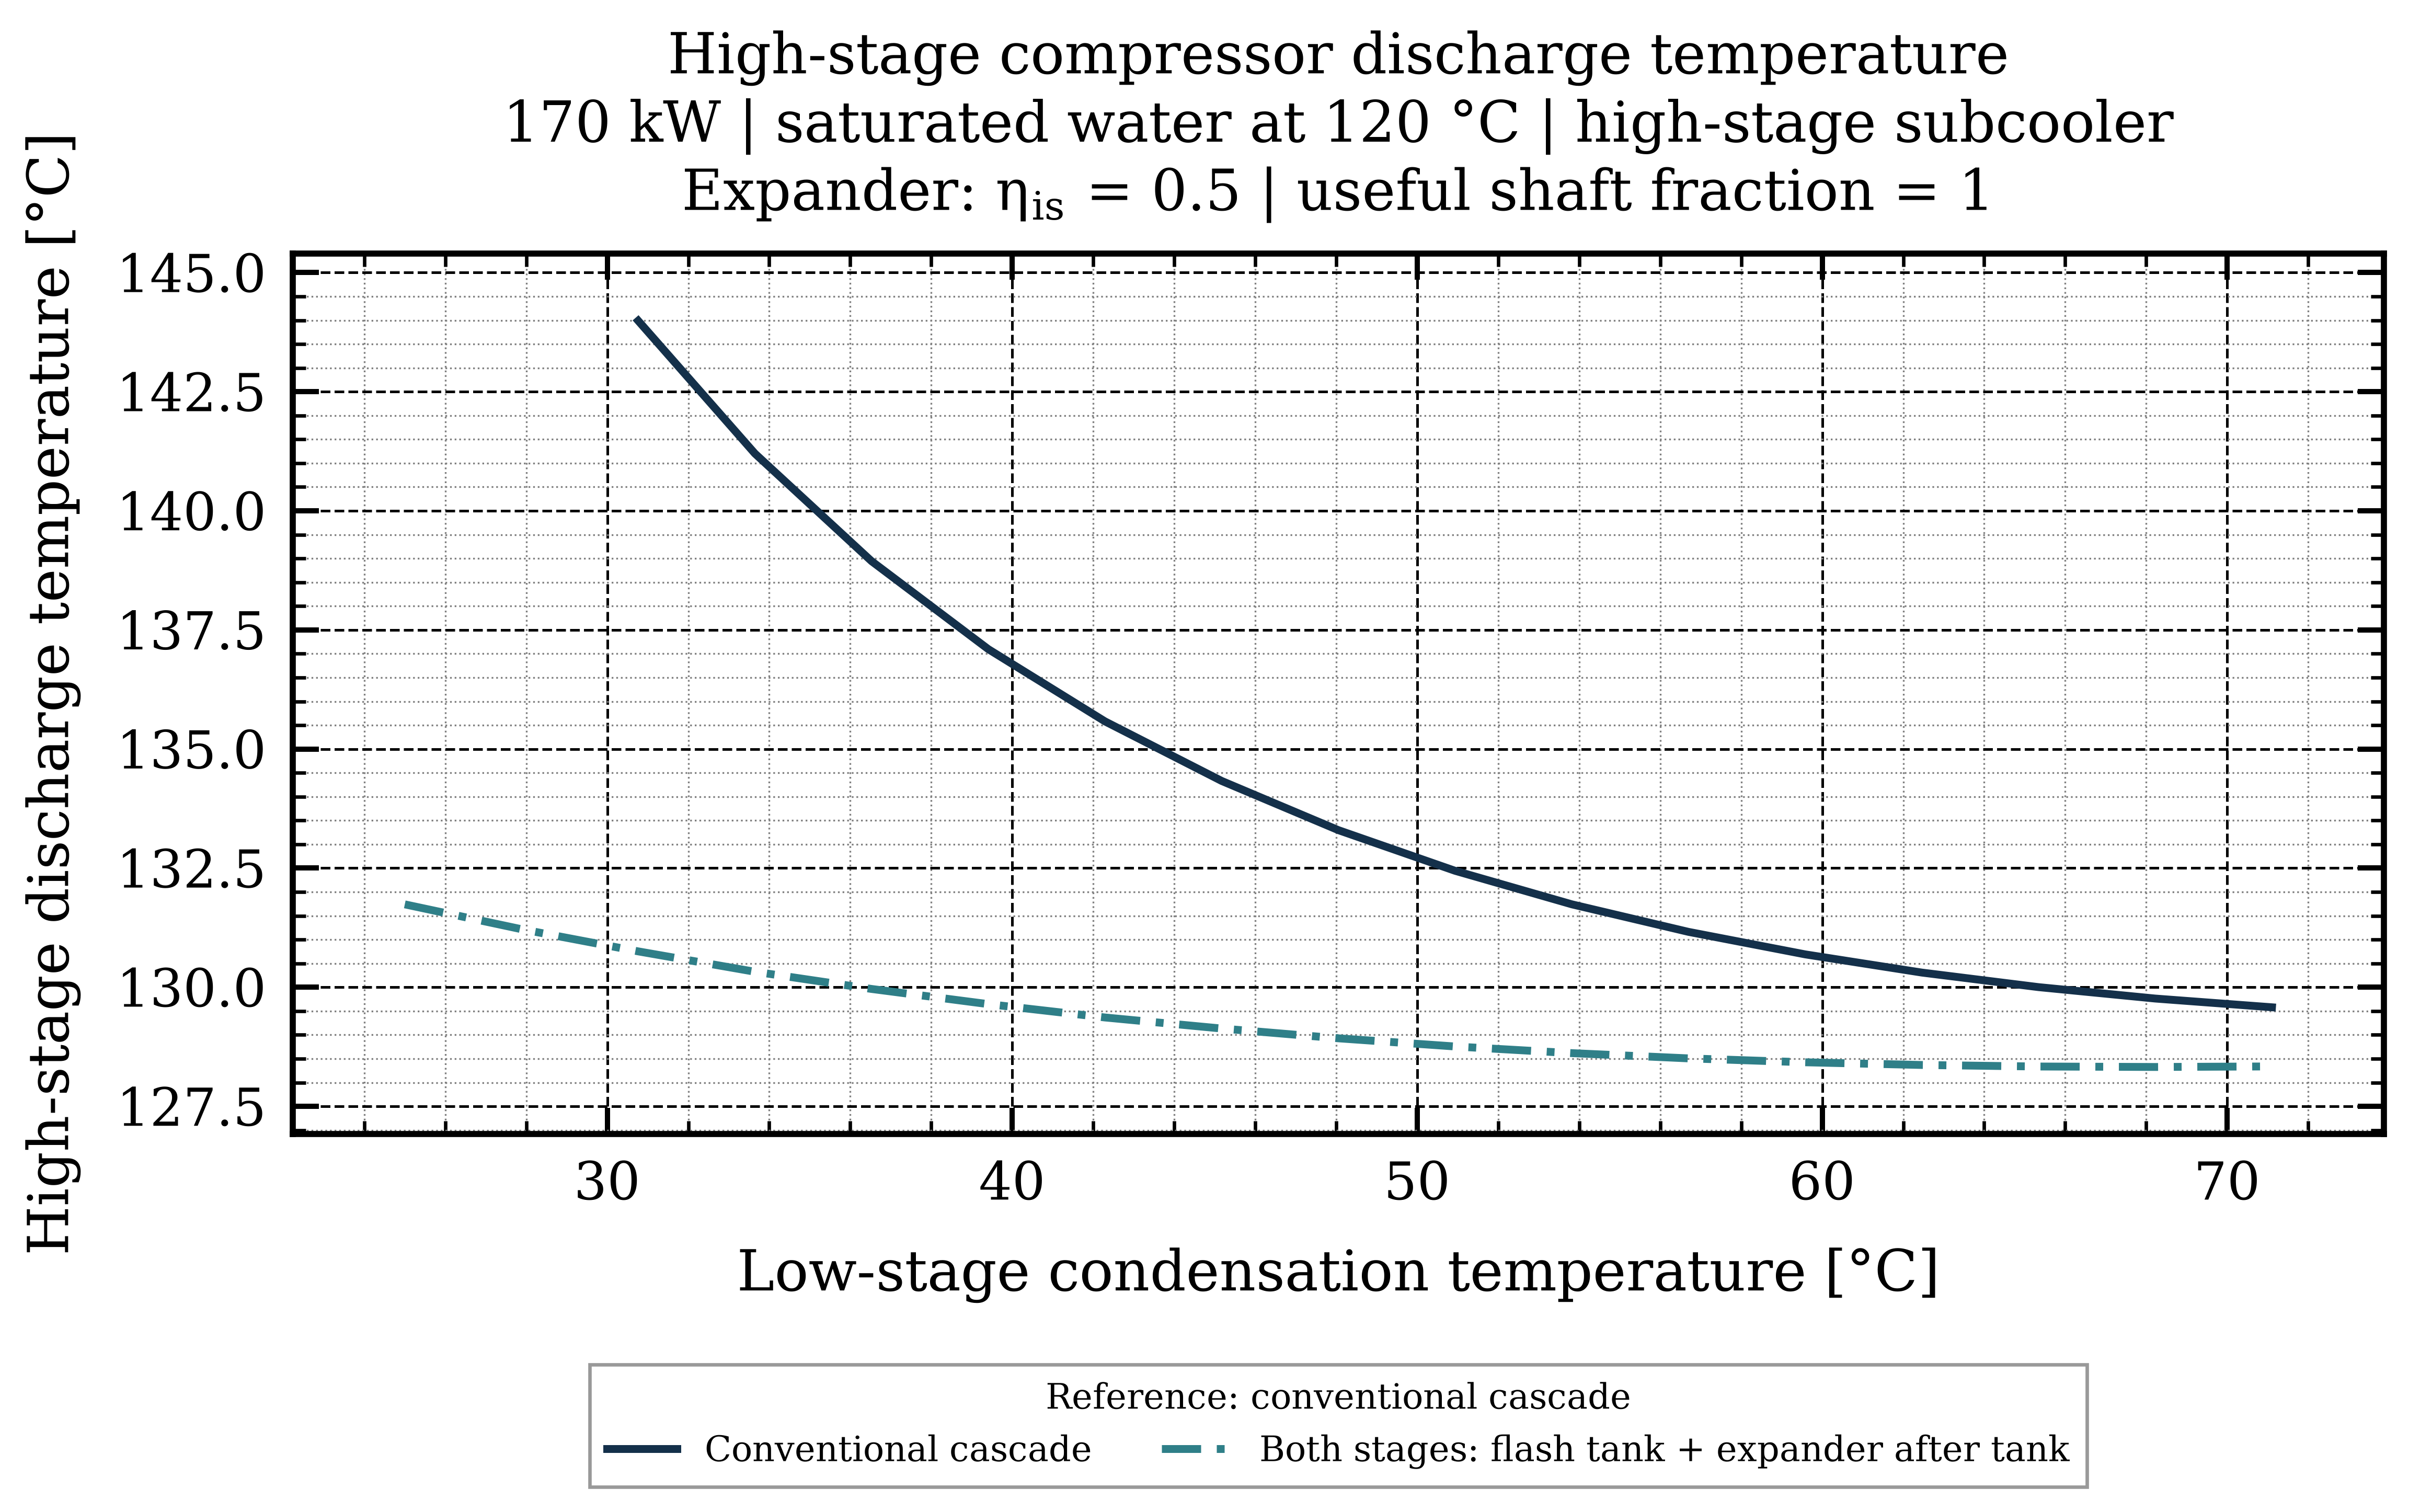 High-stage compressor discharge temperature
170 kW | saturated water at 120 °C | high-stage subcooler
Expander: ηis = 0.5 | useful shaft fraction = 1
High-stage discharge temperature [°C]
145.0
142.5
140.0
137.5
135.0
132.5
130.0
127.5
30 40 50 60 70
Low-stage condensation temperature [°C]
Reference: conventional cascade
Conventional cascade Both stages: flash tank + expander after tank